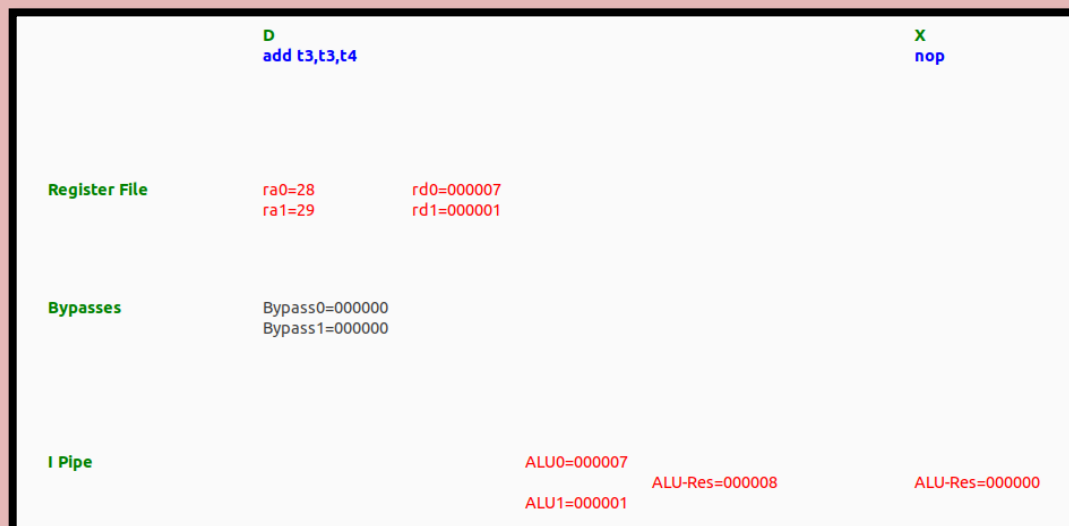 D X
add t3,t3,t4 nop
Register File ra0=28 rd0=000007
ra1=29 rd1=000001
Bypasses Bypass0=000000
Bypass1=000000
I Pipe ALU0=000007
ALU-Res=000008 ALU-Res=000000
ALU1=000001